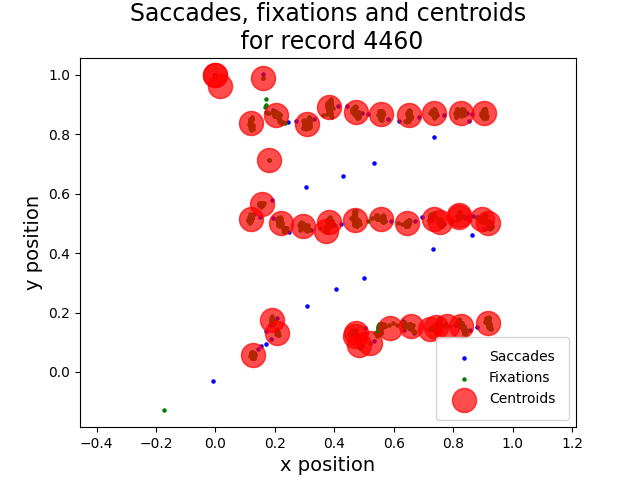 Saccades, fixations and centroids
for record 4460
1.0
0.8
0.6
0.4
0.2
0.0
y position
−0.4 −0.2 0.0 0.2 0.4 0.6 0.8 1.0 1.2
x position
Saccades
Fixations
Centroids